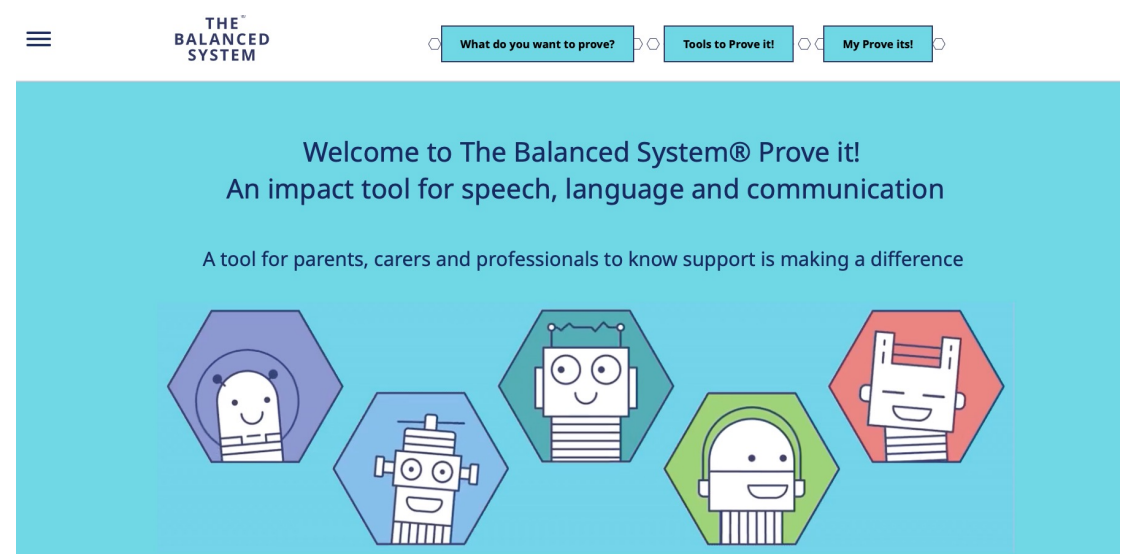 THE™
BALANCED
SYSTEM
What do you want to prove?
Tools to Prove it!
My Prove its!
Welcome to The Balanced System® Prove it!
An impact tool for speech, language and communication
A tool for parents, carers and professionals to know support is making a difference